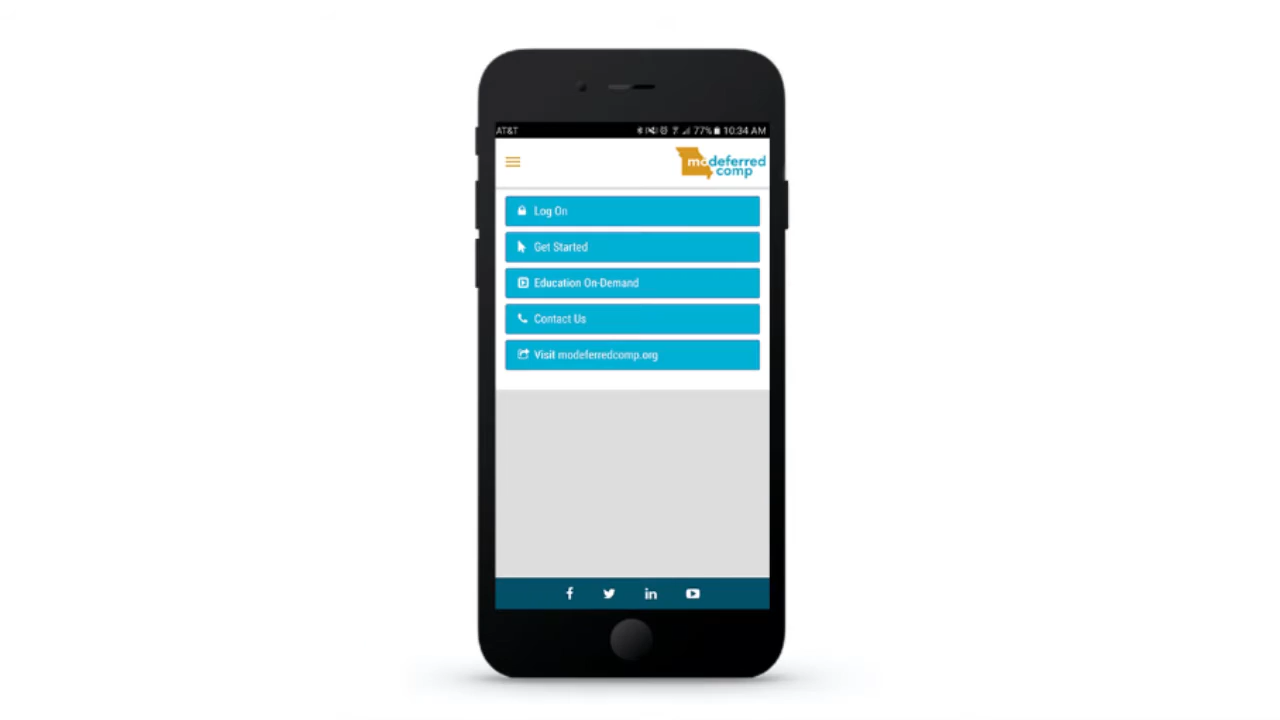 AT&T 77% 10:34 AM
modeferred
comp
Log On
Get Started
Education On-Demand
Contact Us
Visit modeferredcomp.org